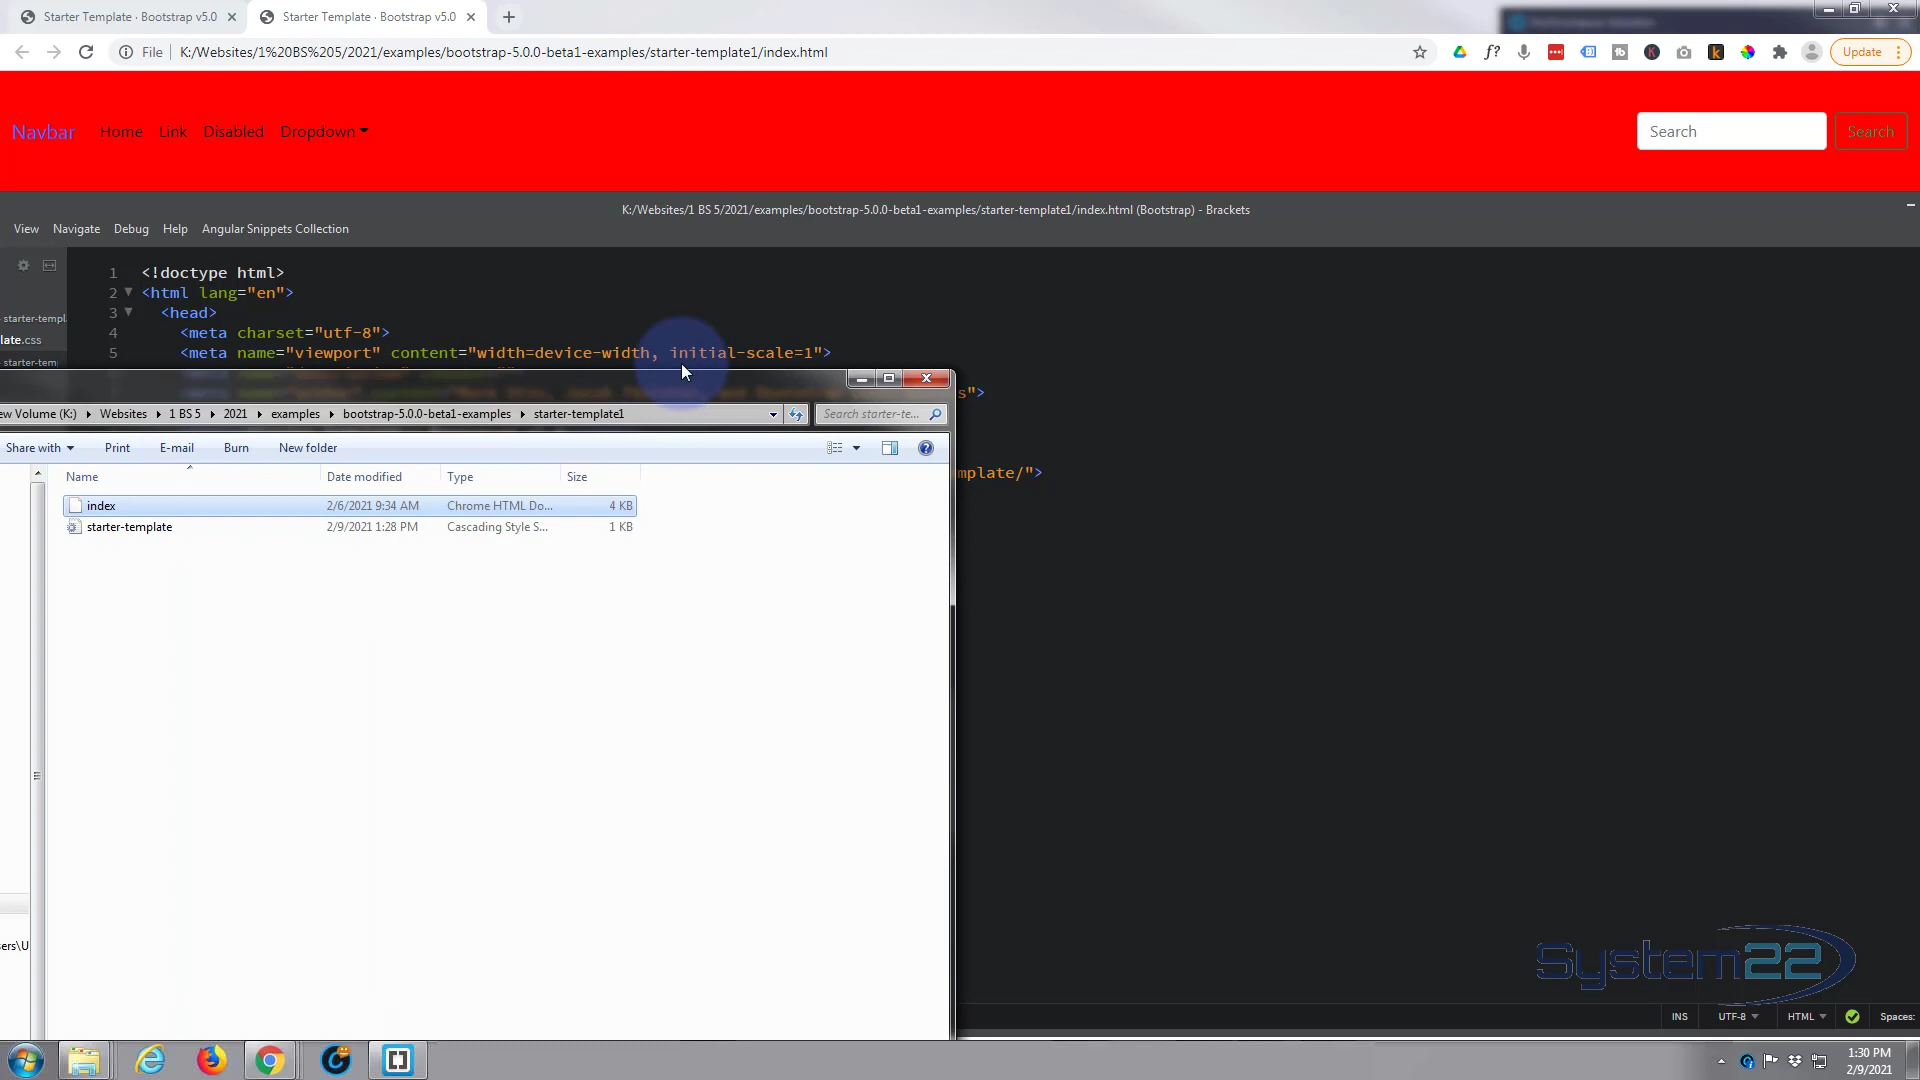 Starter Template · Bootstrap v5.0
Starter Template · Bootstrap v5.0
File K:/Websites/1%20BS%205/2021/examples/bootstrap-5.0.0-beta1-examples/starter-template1/index.html
Update
Navbar Home Link Disabled Dropdown
Search Search
K:/Websites/1 BS 5/2021/examples/bootstrap-5.0.0-beta1-examples/starter-template1/index.html (Bootstrap) - Brackets
View Navigate Debug Help Angular Snippets Collection
1 <!doctype html>
2 <html lang="en">
3 <head>
starter-templ
4 <meta charset="utf-8">
late.css
5 <meta name="viewport" content="width=device-width, initial-scale=1">
starter-tem
s">
ew Volume (K:) Websites 1 BS 5 2021 examples bootstrap-5.0.0-beta1-examples starter-template1
Search starter-te...
Share with Print E-mail Burn New folder
mplate/">
Name Date modified Type Size
index 2/6/2021 9:34 AM Chrome HTML Do... 4 KB
starter-template 2/9/2021 1:28 PM Cascading Style S... 1 KB
sers\U
System22
INS UTF-8 HTML Spaces:
1:30 PM
2/9/2021